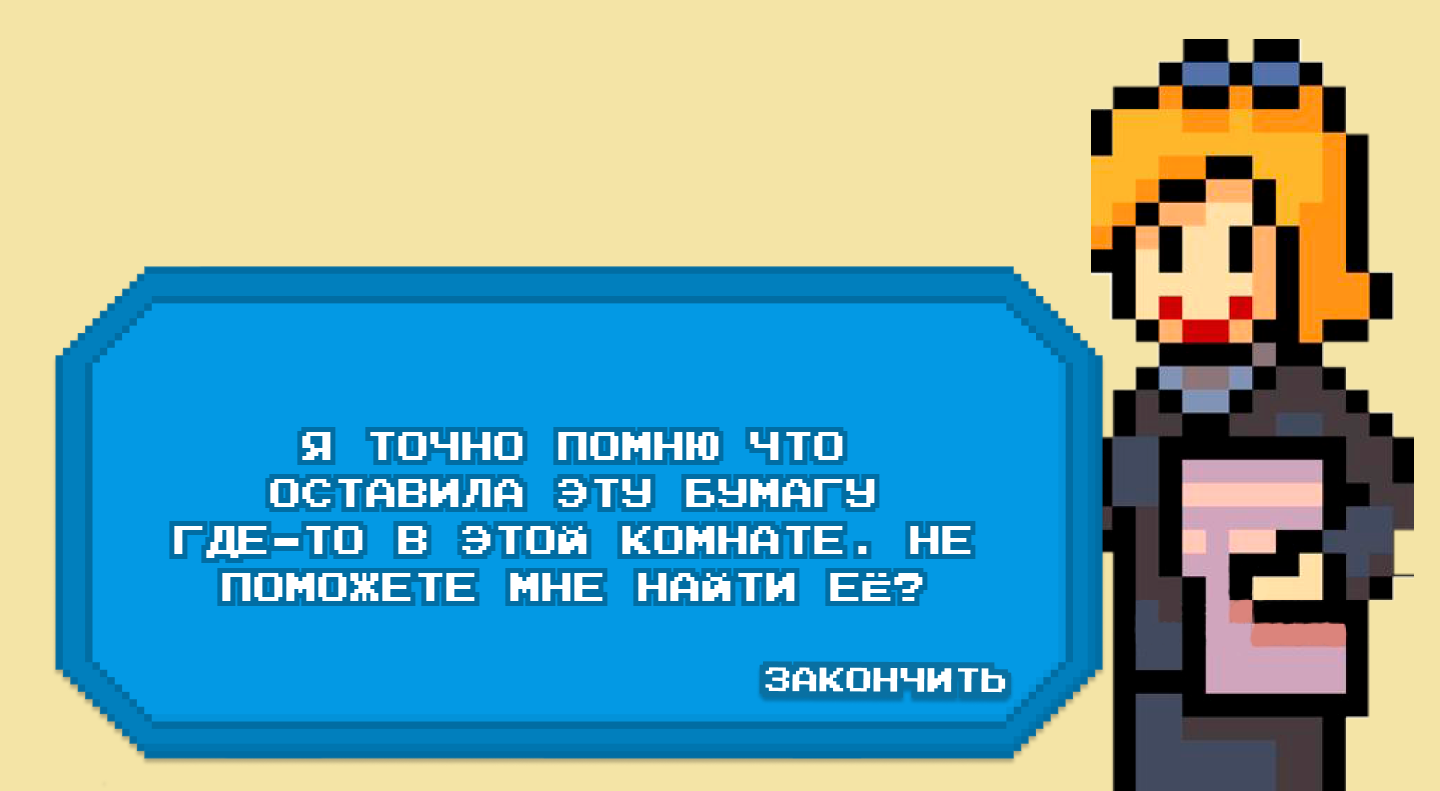 Я ТОЧНО ПОМНЮ ЧТО
ОСТАВИЛА ЭТУ БУМАГУ
ГДЕ-ТО В ЭТОЙ КОМНАТЕ. НЕ
ПОМОЖЕТЕ МНЕ НАЙТИ ЕЁ?
ЗАКОНЧИТЬ